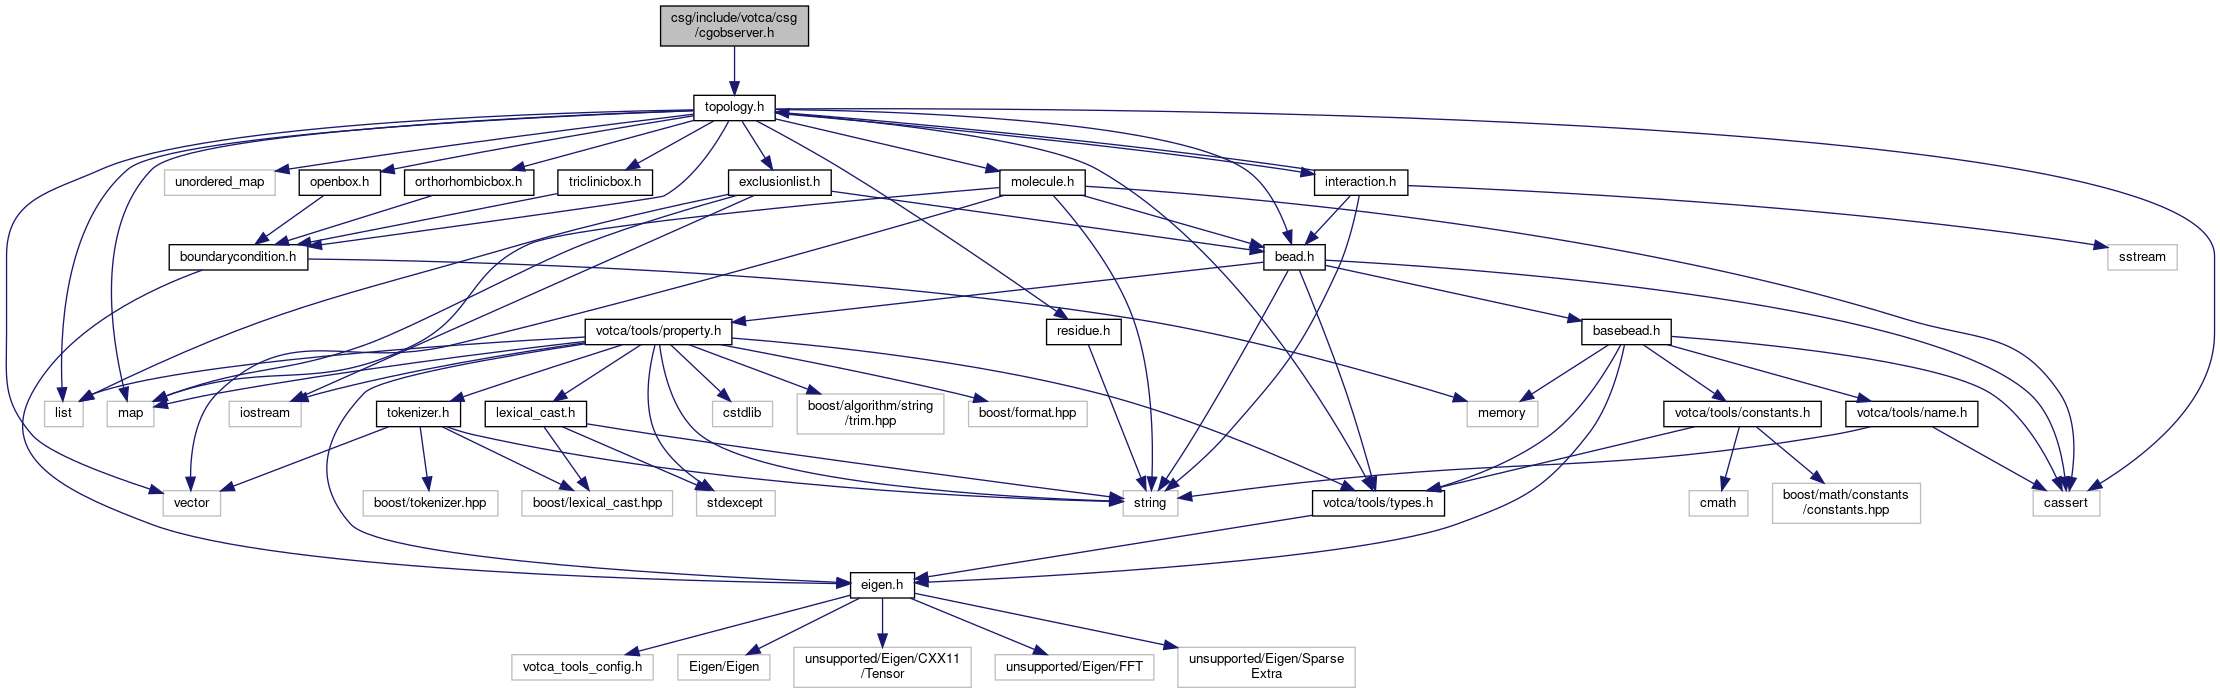 csg/include/votca/csg
/cgobserver.h
topology.h
unordered_map
openbox.h
orthorhombicbox.h
triclinicbox.h
exclusionlist.h
molecule.h
interaction.h
boundarycondition.h
bead.h
sstream
votca/tools/property.h
residue.h
basebead.h
list
map
iostream
tokenizer.h
lexical_cast.h
cstdlib
boost/algorithm/string
/trim.hpp
boost/format.hpp
memory
votca/tools/constants.h
votca/tools/name.h
vector
boost/tokenizer.hpp
boost/lexical_cast.hpp
stdexcept
string
votca/tools/types.h
cmath
boost/math/constants
/constants.hpp
cassert
eigen.h
votca_tools_config.h
Eigen/Eigen
unsupported/Eigen/CXX11
/Tensor
unsupported/Eigen/FFT
unsupported/Eigen/Sparse
Extra